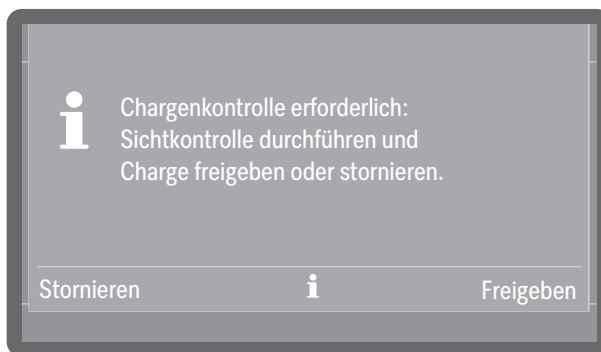 i
Chargenkontrolle erforderlich:
Sichtkontrolle durchführen und
Charge freigeben oder stornieren.
Stornieren i Freigeben